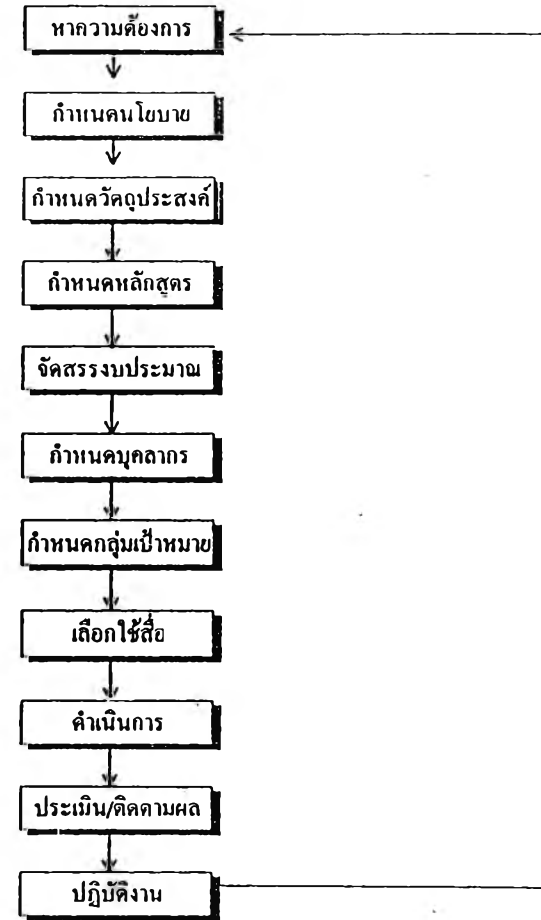 หาความต้องการ
กำหนดนโยบาย
กำหนดวัตถุประสงค์
กำหนดหลักสูตร
จัดสรรงบประมาณ
กำหนดบุคลากร
กำหนดกลุ่มเป้าหมาย
เลือกใช้สื่อ
ดำเนินการ
ประเมิน/ติดตามผล
ปฏิบัติงาน